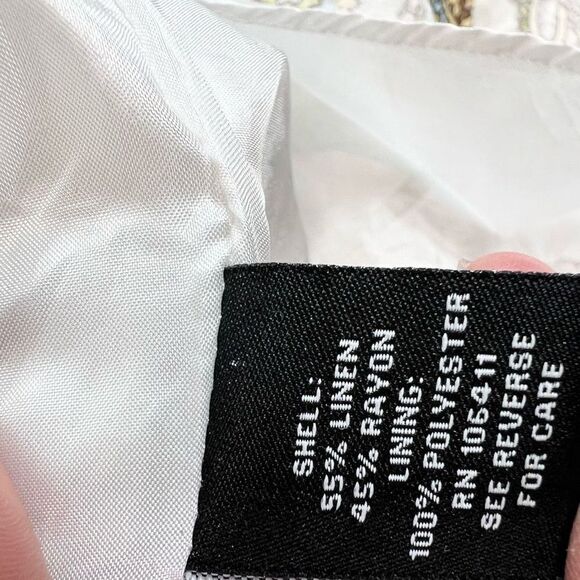 SHELL:
55% LINEN
45% RAYON
LINING:
100% POLYESTER
RN 106411
SEE REVERSE
FOR CARE